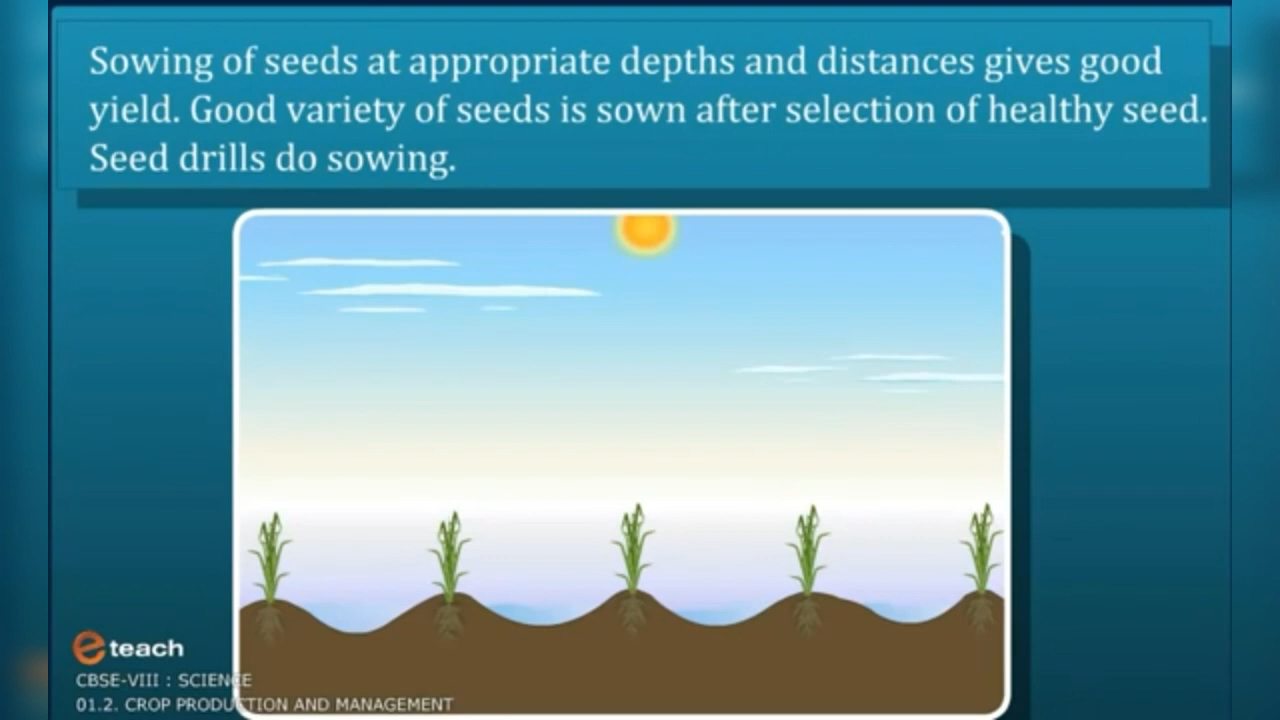 Sowing of seeds at appropriate depths and distances gives good
yield. Good variety of seeds is sown after selection of healthy seed.
Seed drills do sowing.
e teach
CBSE-VIII : SCIENCE
01.2. CROP PRODUCTION AND MANAGEMENT